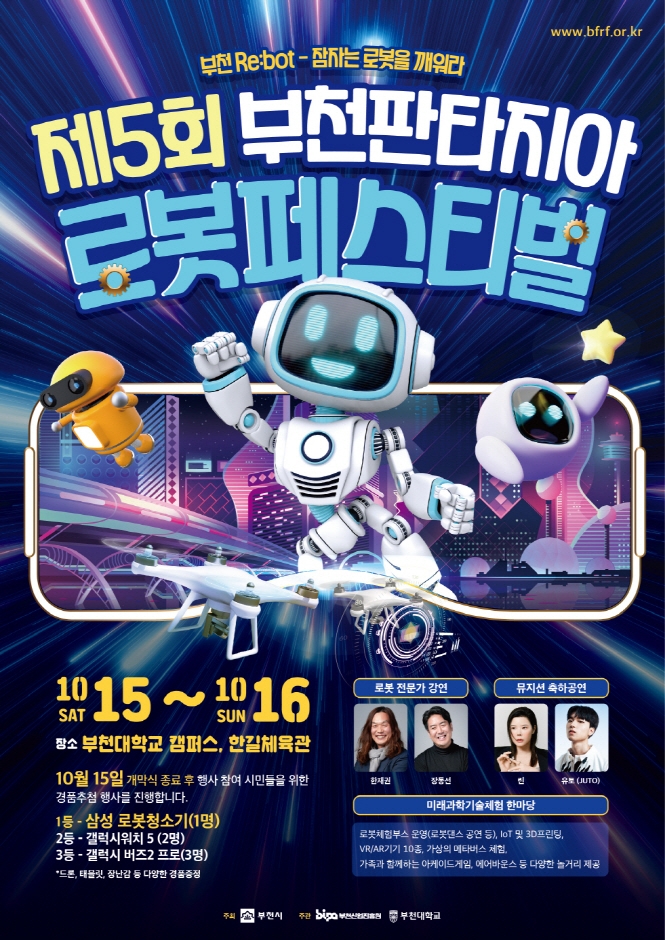 www.bfrf.or.kr
부천 Re:bot - 잠자는 로봇을 깨워라
제5회 부천판타지아
로봇페스티벌
10 SAT 15 ~ 10 SUN 16
장소 부천대학교 캠퍼스, 한길체육관
10월 15일 개막식 종료 후 행사 참여 시민들을 위한
경품추첨 행사를 진행합니다.
1등 - 삼성 로봇청소기(1명)
2등 - 갤럭시워치 5 (2명)
3등 - 갤럭시 버즈2 프로(3명)
*드론, 태블릿, 장난감 등 다양한 경품증정
로봇 전문가 강연
한재권
장동선
뮤지션 축하공연
린
유토 (JUTO)
미래과학기술체험 한마당
로봇체험부스 운영(로봇댄스 공연 등), IoT 및 3D프린팅,
VR/AR기기 10종, 가상의 메타버스 체험,
가족과 함께하는 아케이드게임, 에어바운스 등 다양한 놀거리 제공
주최 부천시 주관 bipa 부천산업진흥원 부천대학교